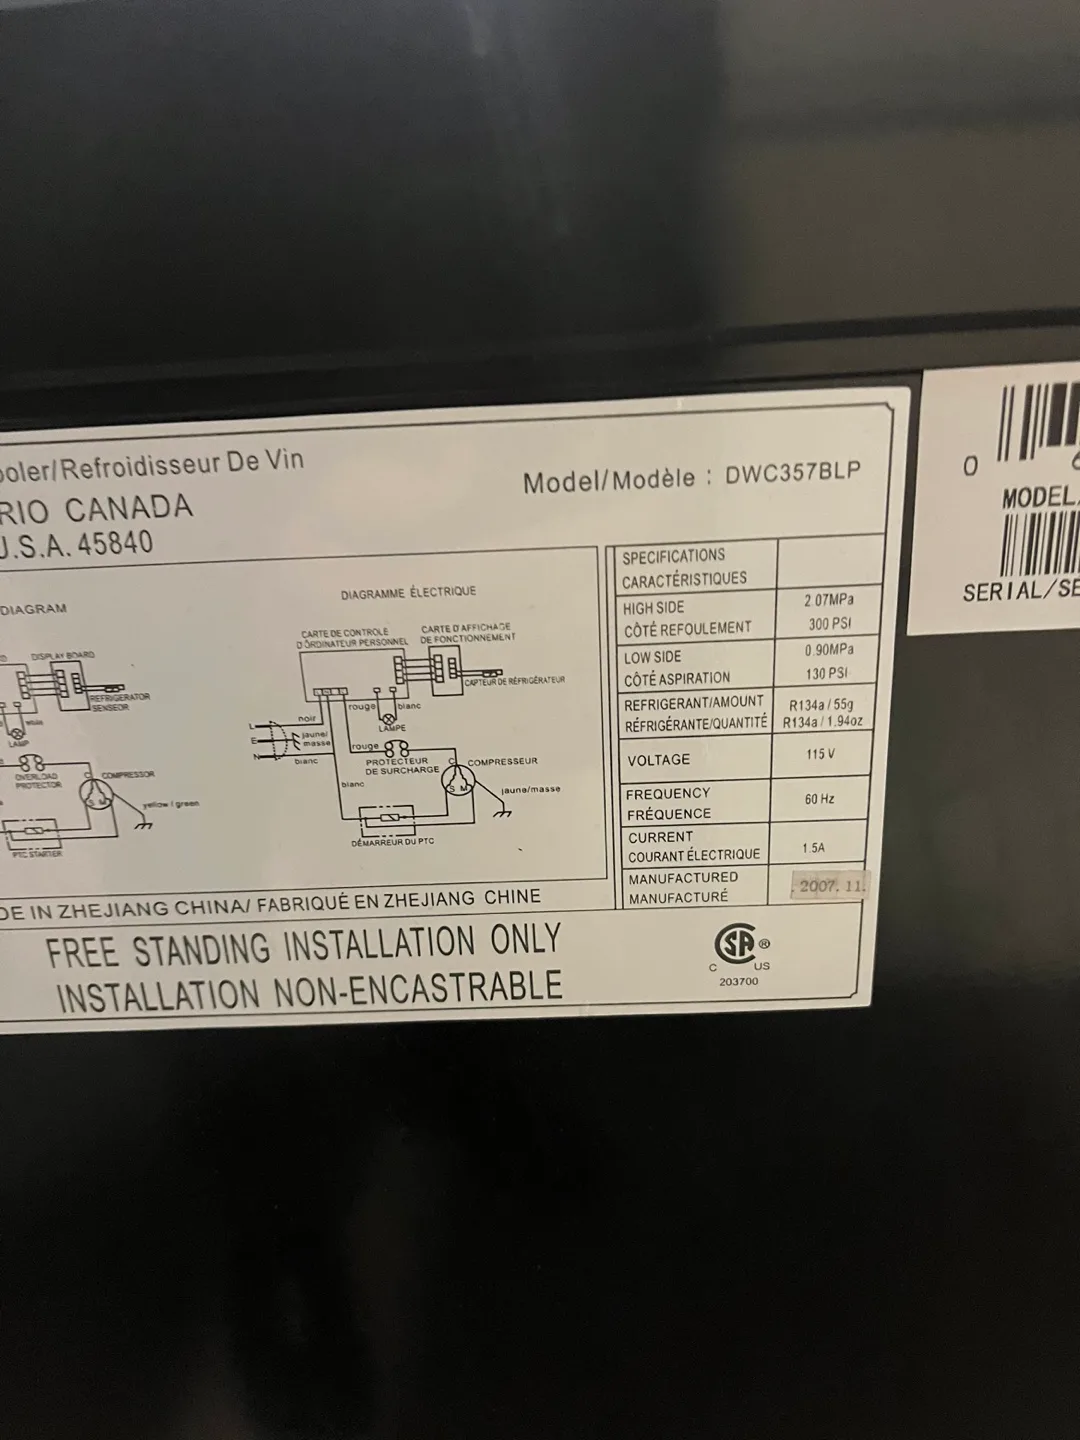 ooler/Refroidisseur De Vin
RIO CANADA
J.S.A. 45840
Model/Modèle : DWC357BLP
DIAGRAM
DISPLAY BOARD
REFRIGERATOR
SENSEOR
LAMP
OVERLOAD
PROTECTOR
C
COMPRESSOR
S M
yellow / green
PTC STARTER
DIAGRAMME ÉLECTRIQUE
CARTE DE CONTROLE
D'ORDINATEUR PERSONNEL
CARTE D'AFFICHAGE
DE FONCTIONNEMENT
CAPTEUR DE RÉFRIGÉRATEUR
rouge
blanc
LAMPE
L
noir
E
jaune/
masse
N
blanc
rouge
PROTECTEUR
DE SURCHARGE
C
COMPRESSEUR
S M
jaune/masse
blanc
DÉMARREUR DU PTC
SPECIFICATIONS
CARACTÉRISTIQUES
HIGH SIDE
CÔTÉ REFOULEMENT
2.07MPa
300 PSI
LOW SIDE
CÔTÉ ASPIRATION
0.90MPa
130 PSI
REFRIGERANT/AMOUNT
RÉFRIGÉRANTE/QUANTITÉ
R134a / 55g
R134a / 1.94oz
VOLTAGE
115 V
FREQUENCY
FRÉQUENCE
60 Hz
CURRENT
COURANT ÉLECTRIQUE
1.5A
MANUFACTURED
MANUFACTURÉ
. 2007. 11.
DE IN ZHEJIANG CHINA/ FABRIQUÉ EN ZHEJIANG CHINE
FREE STANDING INSTALLATION ONLY
INSTALLATION NON-ENCASTRABLE
SA ®
C US
203700
0
MODEL
SERIAL/SE